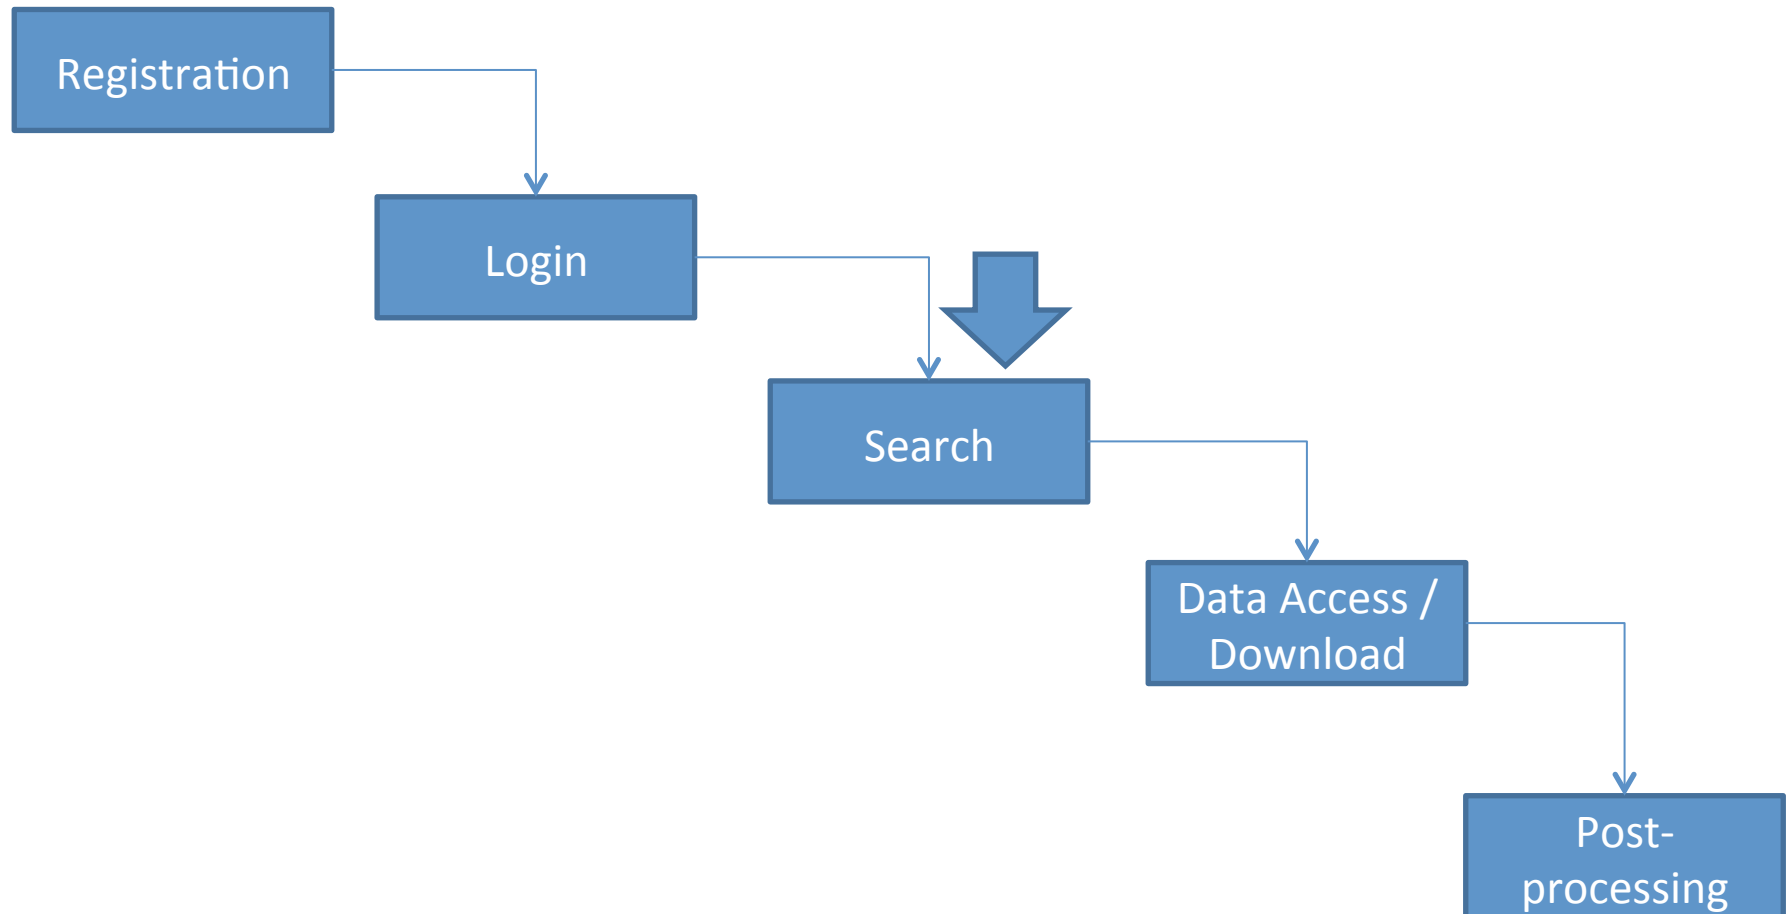 Registration
Login
Search
Data Access /
Download
Post-
processing